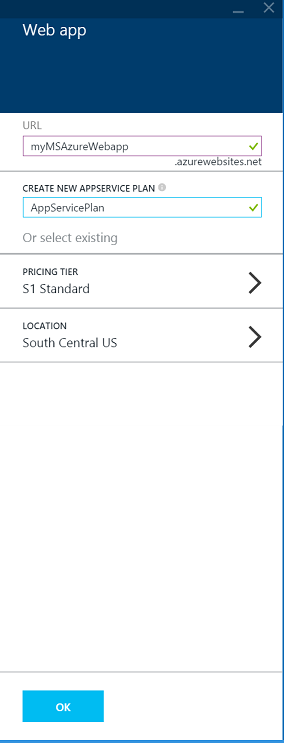 Web app
URL
myMSAzureWebapp
.azurewebsites.net
CREATE NEW APPSERVICE PLAN
AppServicePlan
Or select existing
PRICING TIER
S1 Standard
LOCATION
South Central US
OK